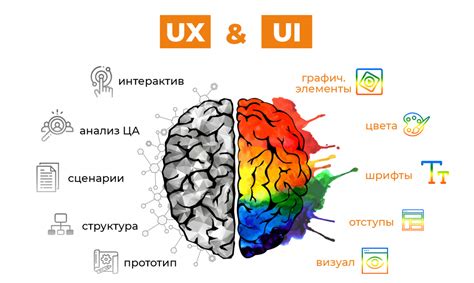 UX & UI
интерактив
анализ ЦА
сценарии
структура
прототип
графич.
элементы
цвета
шрифты
отступы
визуал